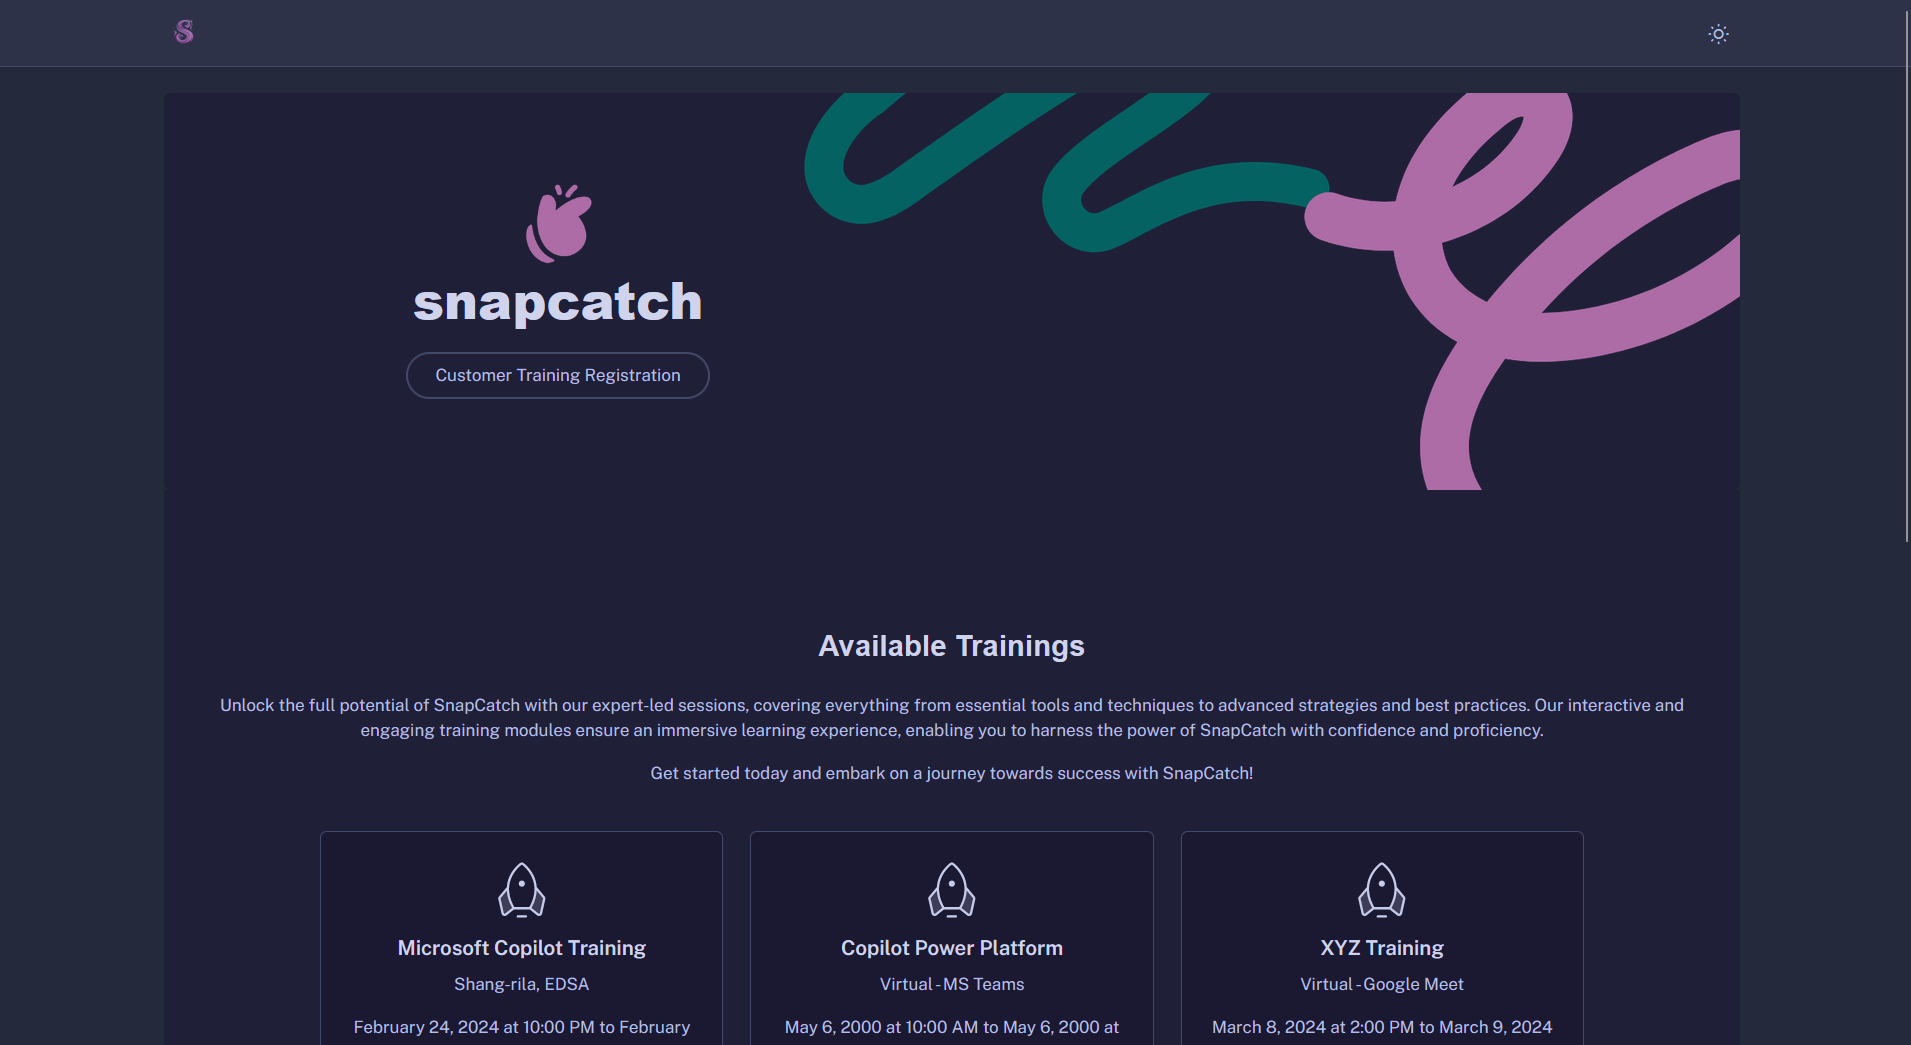 S
snapcatch
Customer Training Registration
Available Trainings
Unlock the full potential of SnapCatch with our expert-led sessions, covering everything from essential tools and techniques to advanced strategies and best practices. Our interactive and
engaging training modules ensure an immersive learning experience, enabling you to harness the power of SnapCatch with confidence and proficiency.
Get started today and embark on a journey towards success with SnapCatch!
Microsoft Copilot Training
Shang-rila, EDSA
February 24, 2024 at 10:00 PM to February
Copilot Power Platform
Virtual - MS Teams
May 6, 2000 at 10:00 AM to May 6, 2000 at
XYZ Training
Virtual - Google Meet
March 8, 2024 at 2:00 PM to March 9, 2024